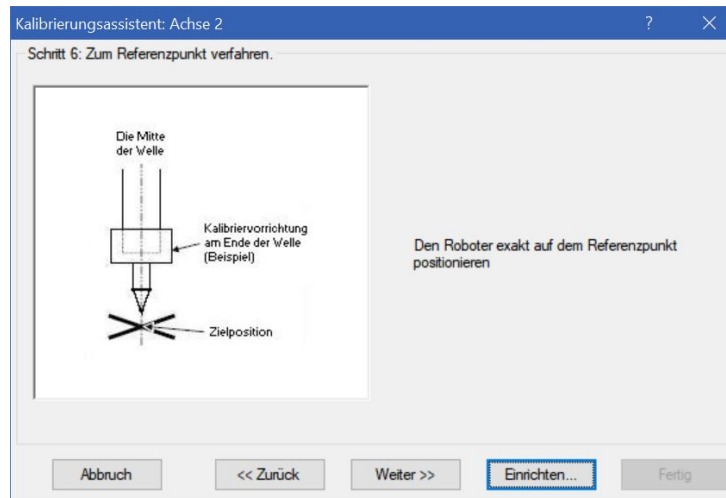 Kalibrierungsassistent: Achse 2
Schritt 6: Zum Referenzpunkt verfahren.
Die Mitte
der Welle
Kalibriervorrichtung
am Ende der Welle
(Beispiel)
Zielposition
Den Roboter exakt auf dem Referenzpunkt
positionieren
Abbruch
<< Zurück
Weiter >>
Einrichten...
Fertig